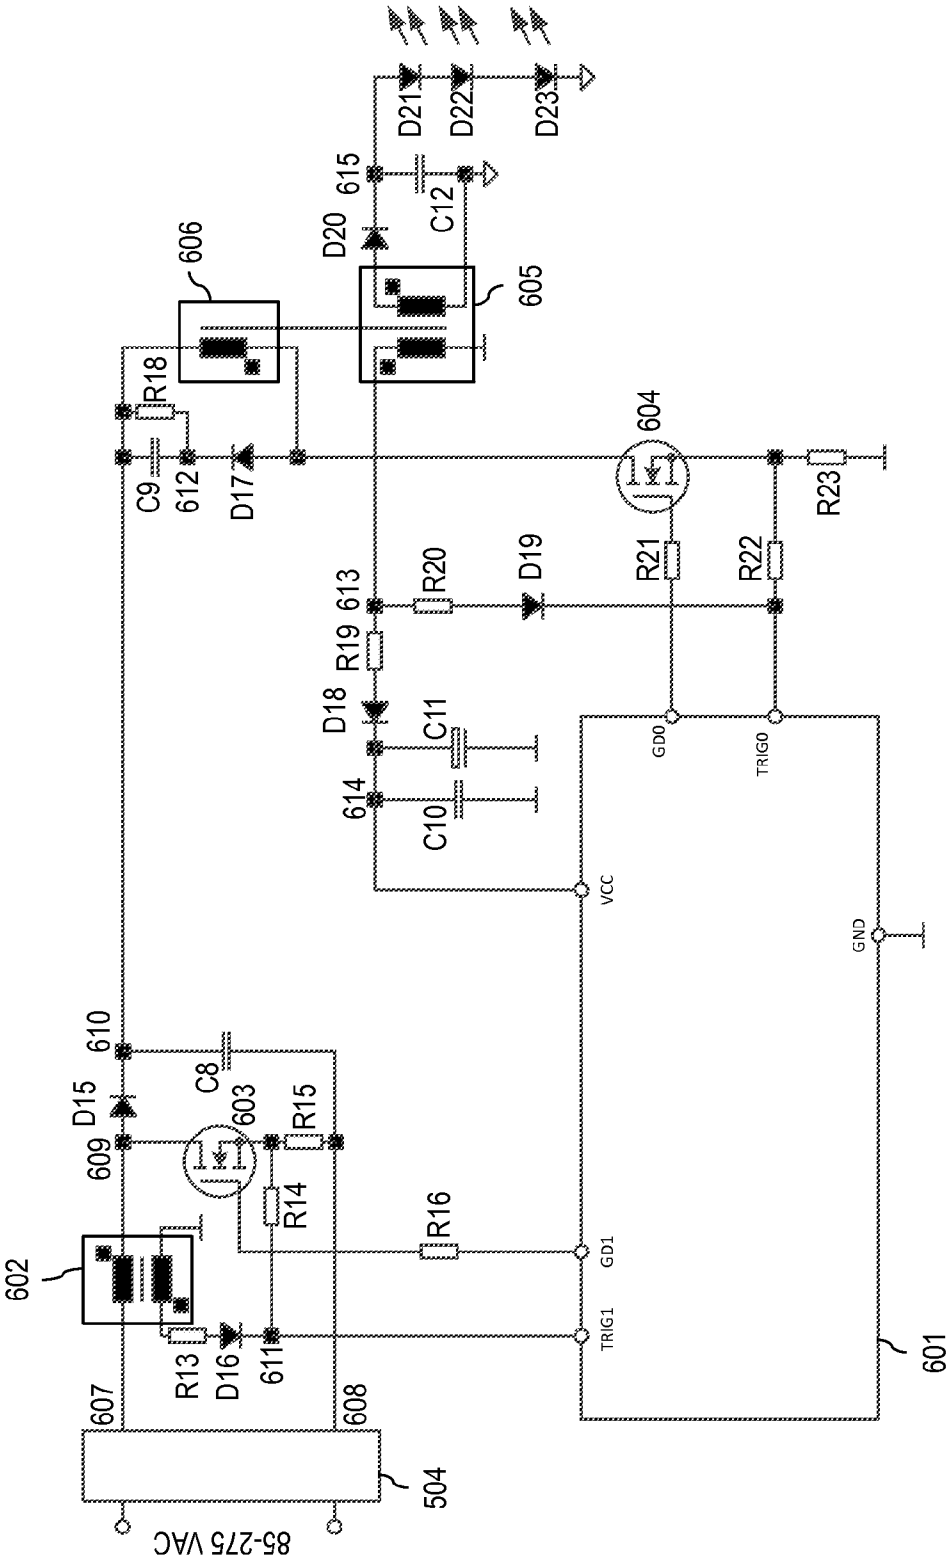 85-275 VAC
504
607
608
602
R13
D16
611
R14
609
603
R15
D15
610
C8
R16
TRIG1
GD1
601
GND
VCC
GD0
TRIG0
614
C10
C11
D18
R19
613
R20
D19
R21
R22
R23
604
C9
612
D17
R18
606
605
D20
615
C12
D21
D22
D23